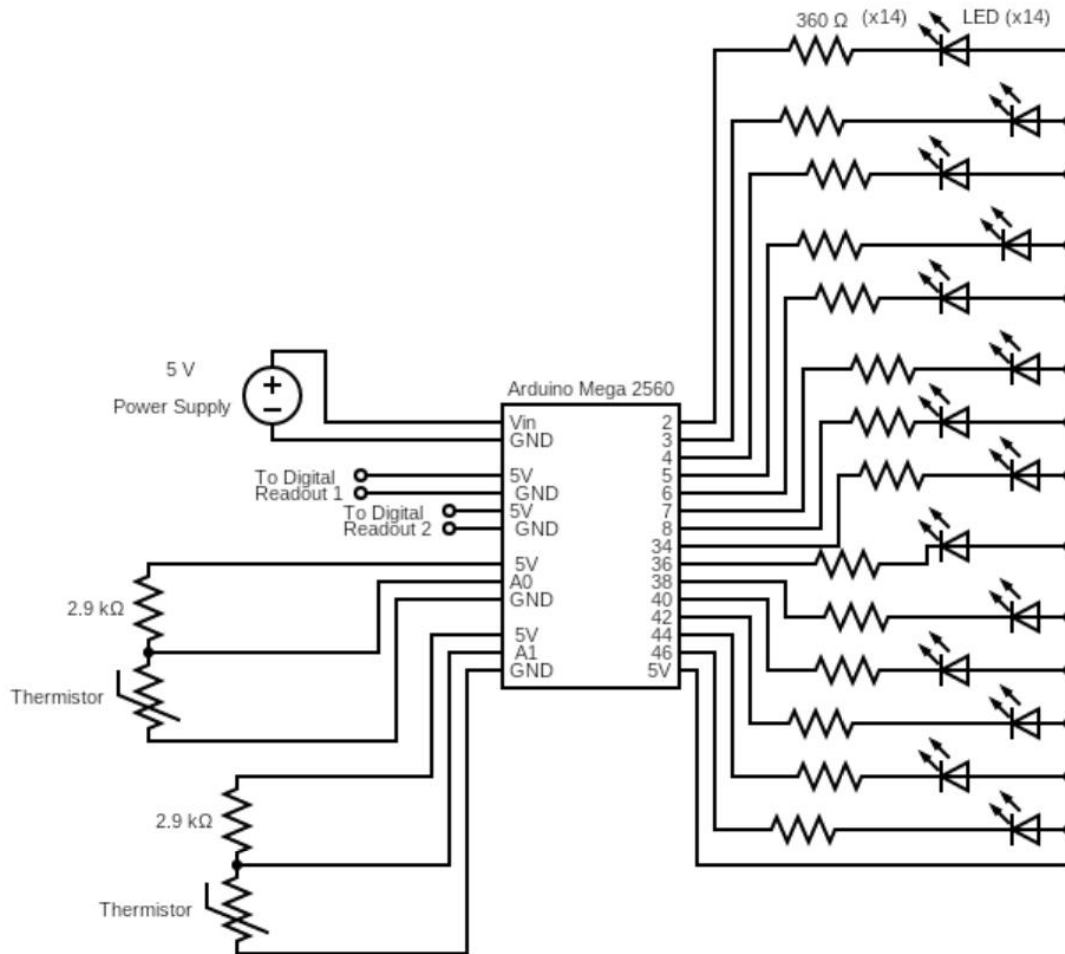 360 Ω (x14) LED (x14)
5 V
Power Supply
Arduino Mega 2560
Vin
GND
5V
GND
5V
GND
5V
A0
GND
5V
A1
GND
2
3
4
5
6
7
8
34
36
38
40
42
44
46
5V
To Digital
Readout 1
To Digital
Readout 2
2.9 kΩ
Thermistor
2.9 kΩ
Thermistor